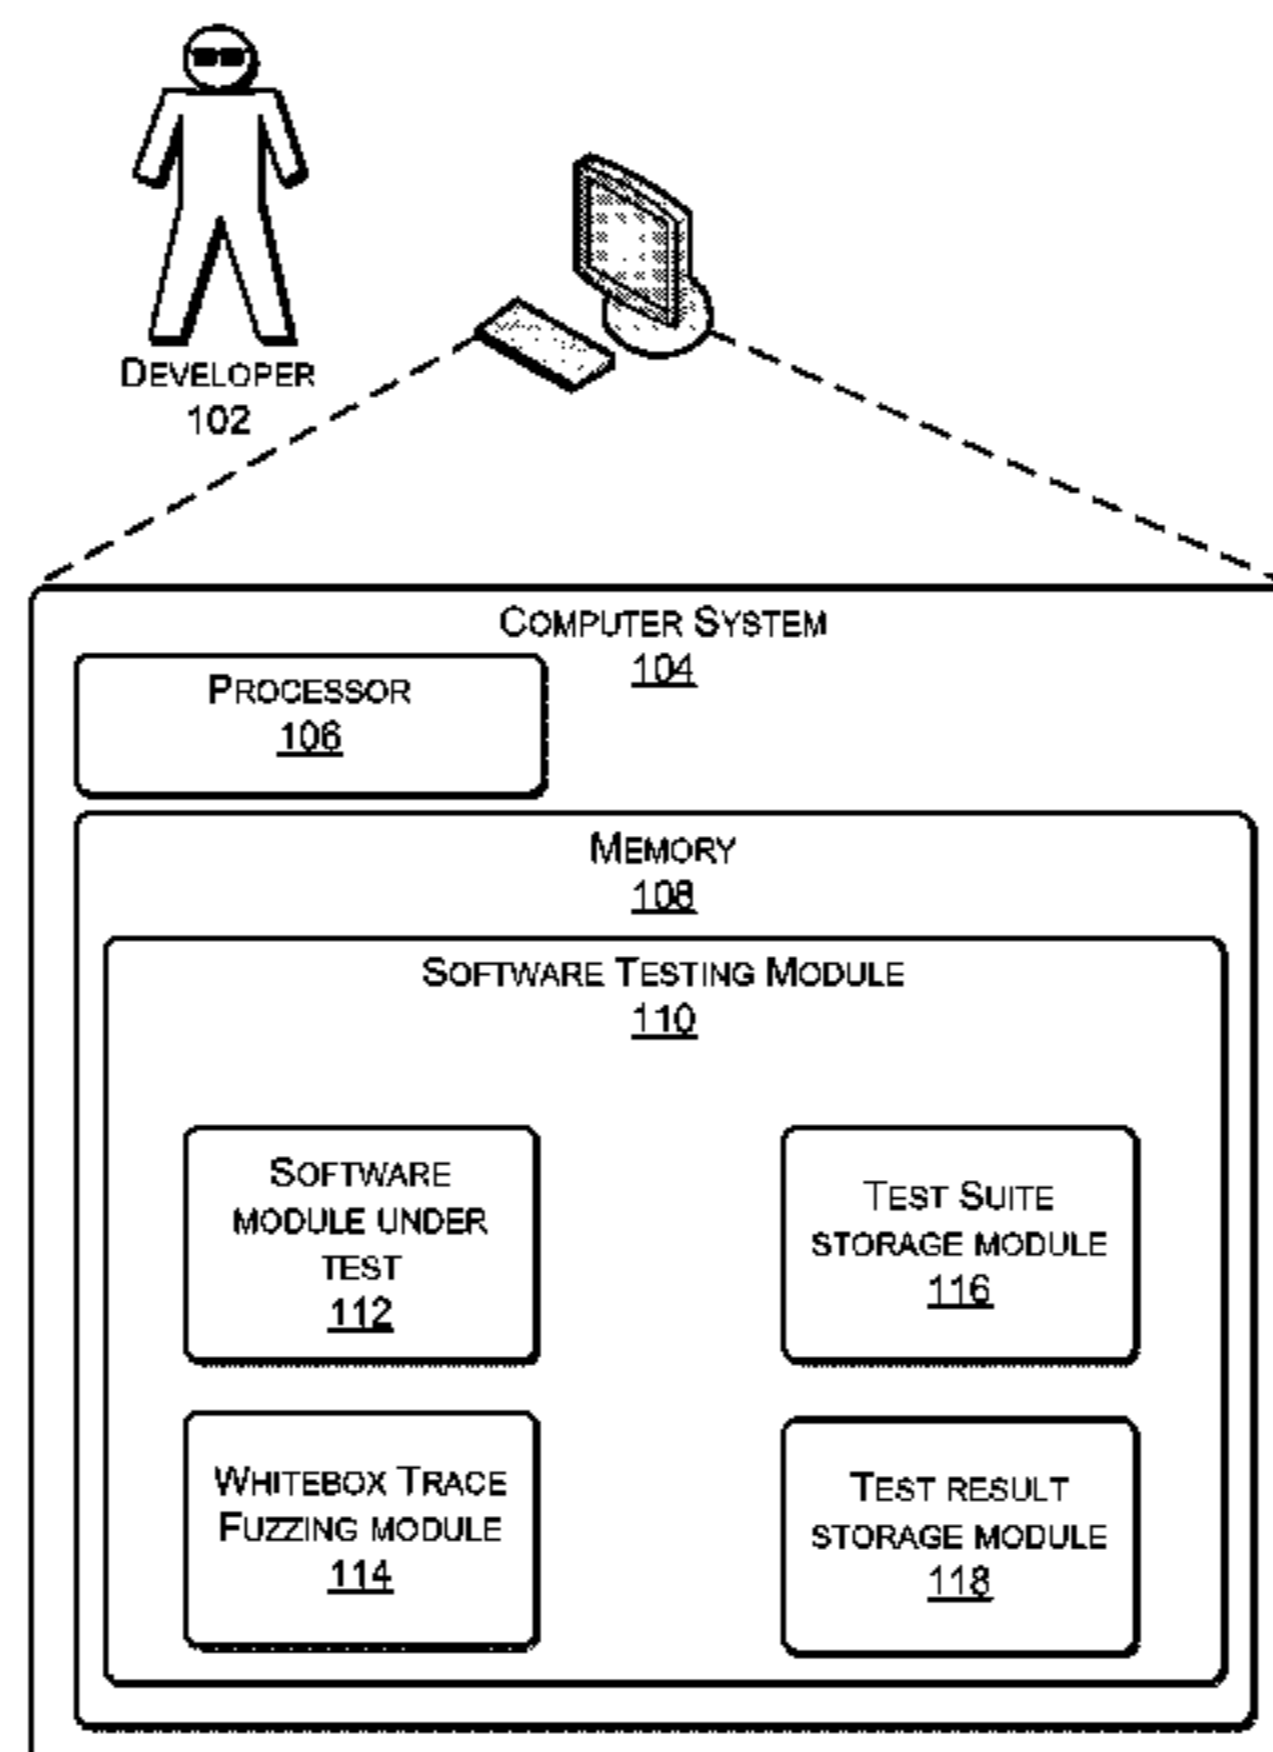 DEVELOPER
102
COMPUTER SYSTEM
104
PROCESSOR
106
MEMORY
108
SOFTWARE TESTING MODULE
110
SOFTWARE
MODULE UNDER
TEST
112
TEST SUITE
STORAGE MODULE
116
WHITEBOX TRACE
FUZZING MODULE
114
TEST RESULT
STORAGE MODULE
118